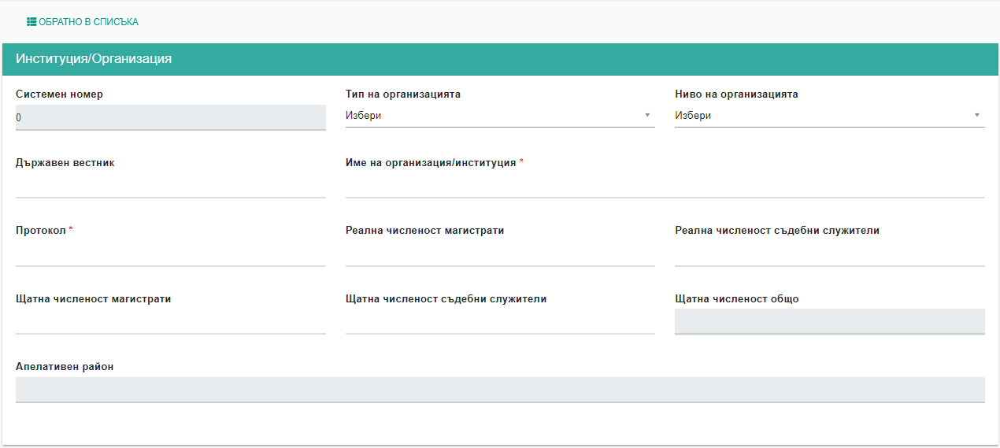 ОБРАТНО В СПИСЪКА
Институция/Организация
Системен номер
Тип на организацията
Ниво на организацията
0
Избери
Избери
Държавен вестник
Име на организация/институция *
Протокол *
Реална численост магистрати
Реална численост съдебни служители
Щатна численост магистрати
Щатна численост съдебни служители
Щатна численост общо
Апелативен район